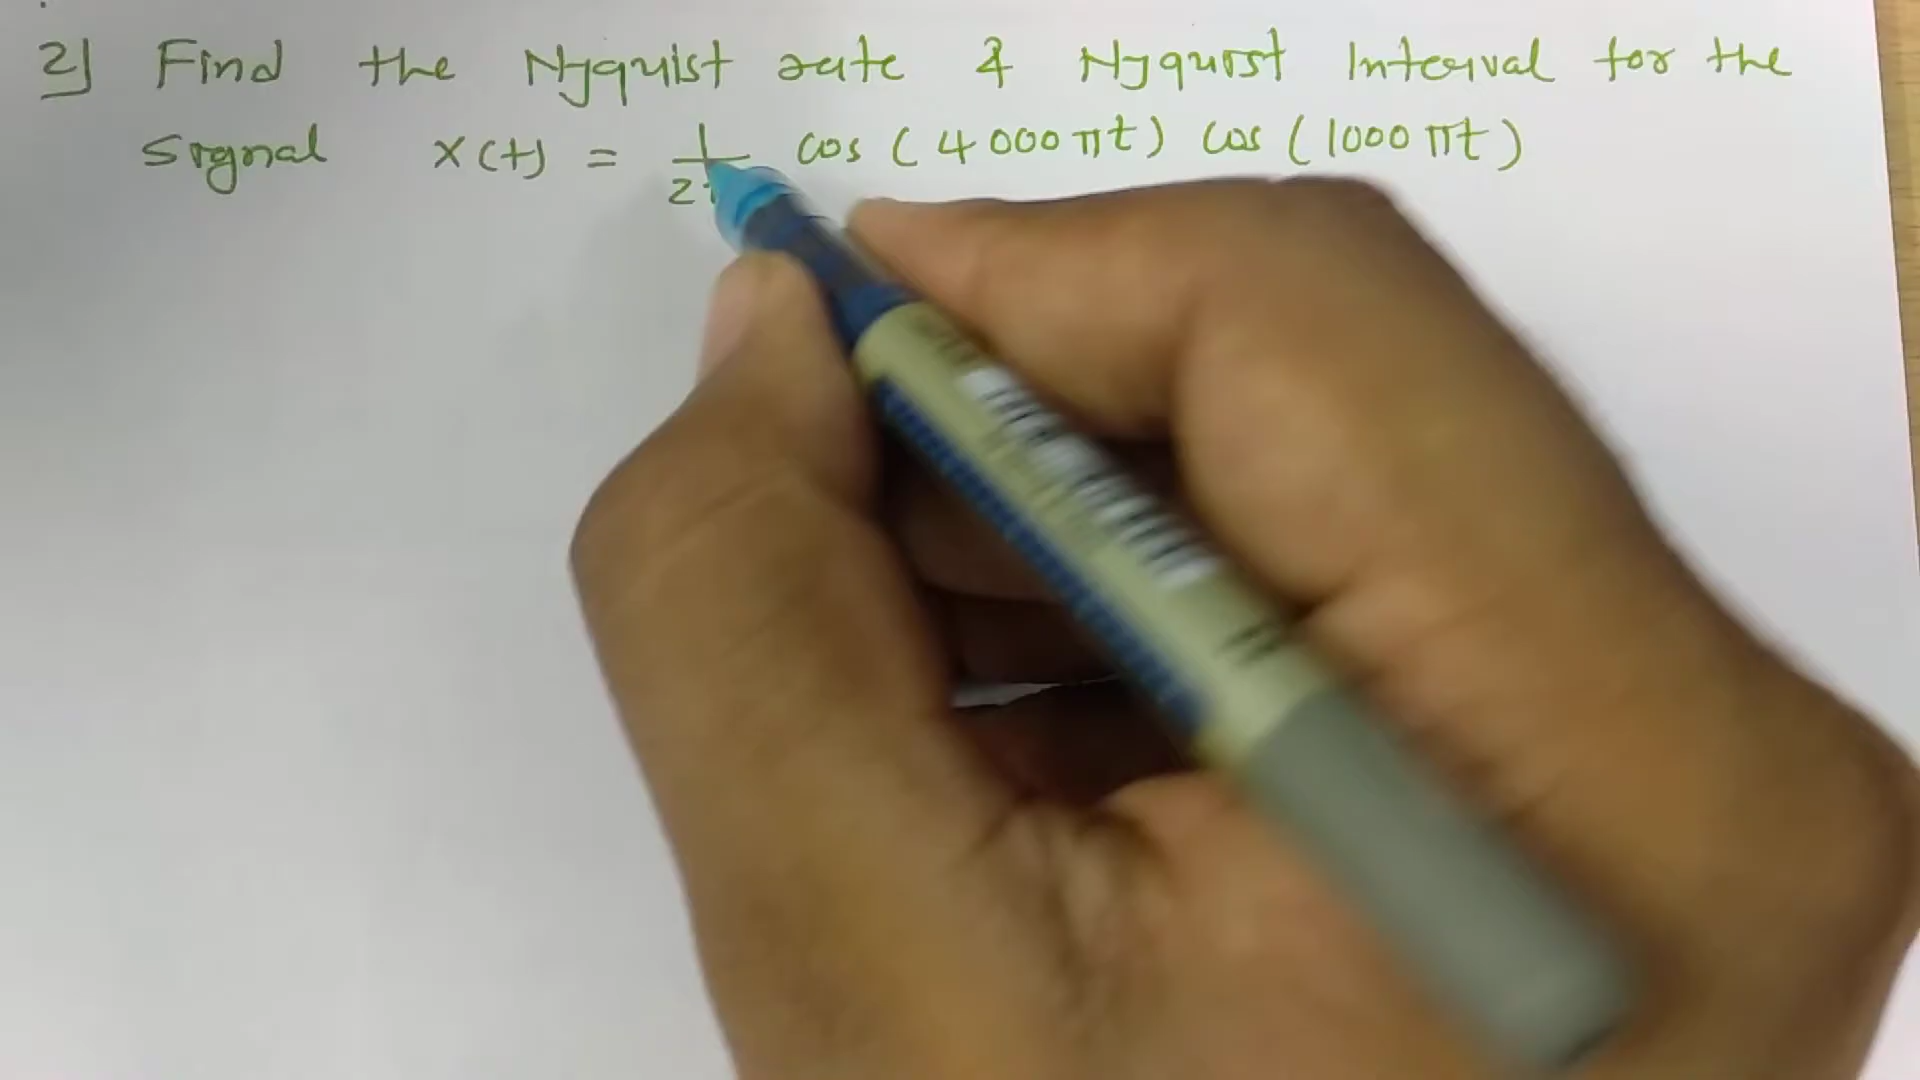 2) Find the Nyquist rate & Nyquist Interval for the
Signal x(t) = 1/2 cos (4000πt) cos (1000πt)